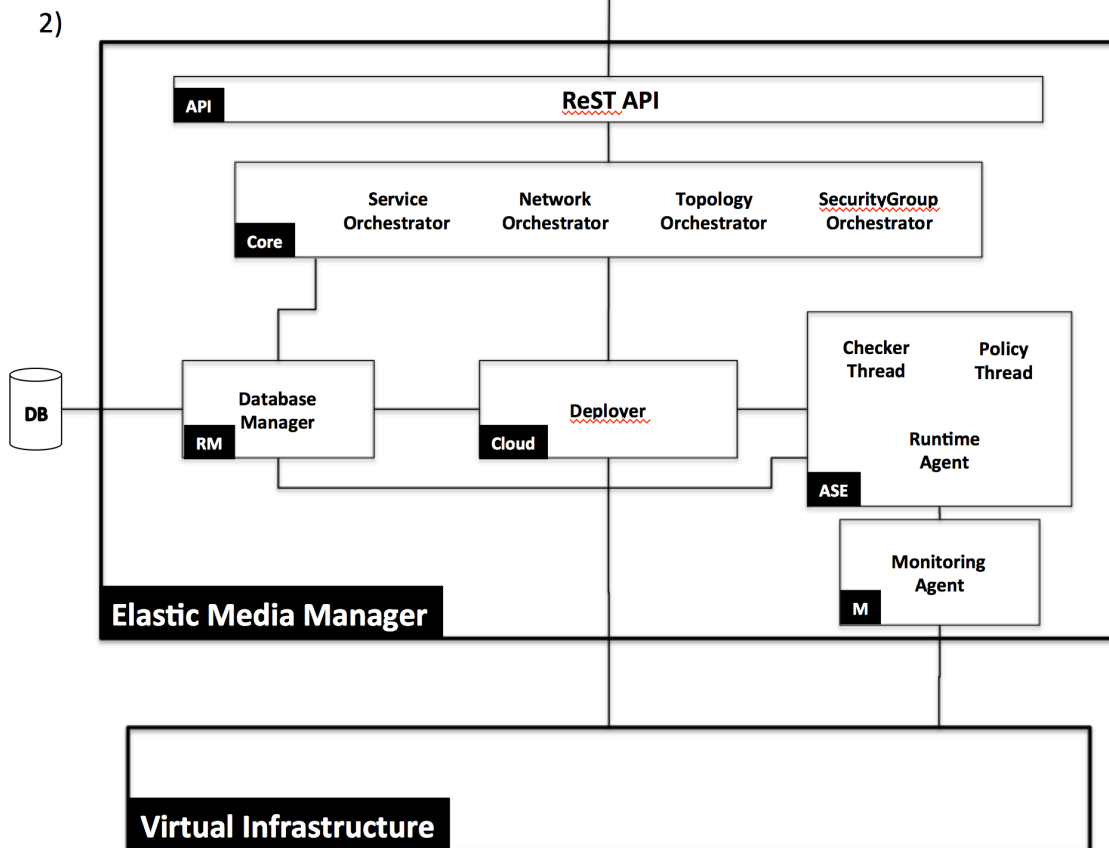 2)
ReST API
API
Service
Orchestrator
Network
Orchestrator
Topology
Orchestrator
SecurityGroup
Orchestrator
Core
Checker
Thread
Policy
Thread
Runtime
Agent
ASE
DB
Database
Manager
RM
Deplover
Cloud
Monitoring
Agent
M
Elastic Media Manager
Virtual Infrastructure